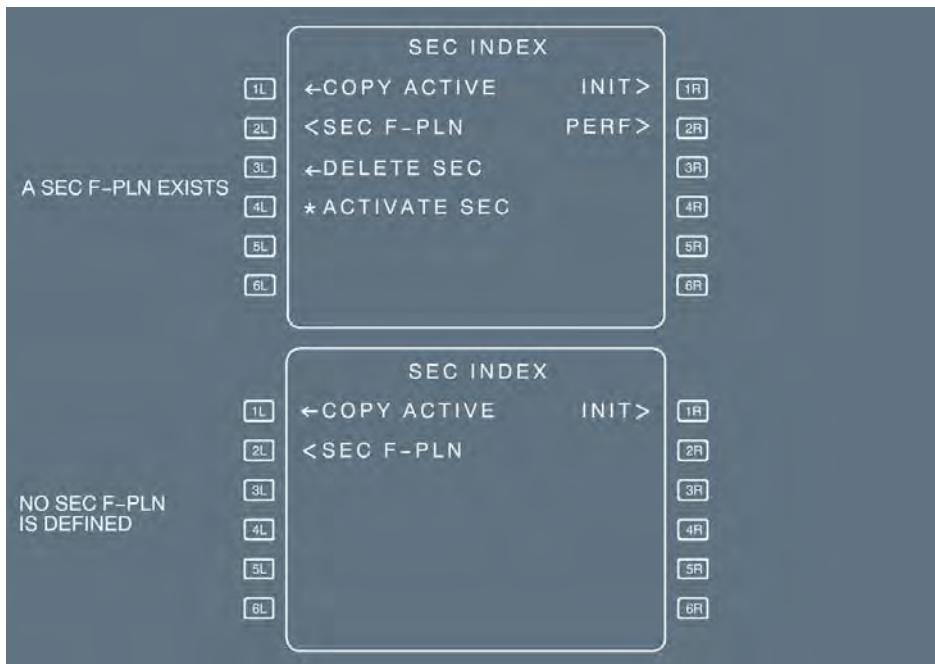 SEC INDEX
1L ←COPY ACTIVE INIT> 1R
2L <SEC F-PLN PERF> 2R
3L ←DELETE SEC 3R
A SEC F-PLN EXISTS
4L *ACTIVATE SEC 4R
5L 5R
6L 6R
SEC INDEX
1L ←COPY ACTIVE INIT> 1R
2L <SEC F-PLN 2R
3L 3R
NO SEC F-PLN
IS DEFINED
4L 4R
5L 5R
6L 6R